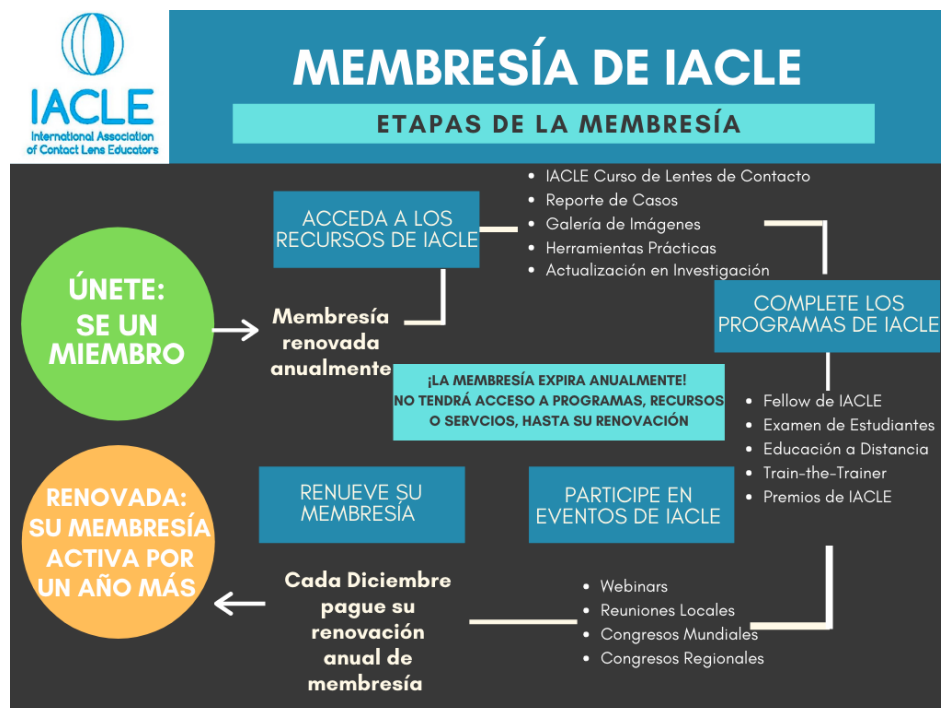 IACLE
International Association
of Contact Lens Educators
MEMBRESÍA DE IACLE
ETAPAS DE LA MEMBRESÍA
ÚNETE:
SE UN
MIEMBRO
Membresía
renovada
anualmente
ACCEDA A LOS
RECURSOS DE IACLE
• IACLE Curso de Lentes de Contacto
• Reporte de Casos
• Galería de Imágenes
• Herramientas Prácticas
• Actualización en Investigación
COMPLETE LOS
PROGRAMAS DE IACLE
¡LA MEMBRESÍA EXPIRA ANUALMENTE!
NO TENDRÁ ACCESO A PROGRAMAS, RECURSOS
O SERVCIOS, HASTA SU RENOVACIÓN
• Fellow de IACLE
• Examen de Estudiantes
• Educación a Distancia
• Train-the-Trainer
• Premios de IACLE
PARTICIPE EN
EVENTOS DE IACLE
• Webinars
• Reuniones Locales
• Congresos Mundiales
• Congresos Regionales
RENUEVE SU
MEMBRESÍA
Cada Diciembre
pague su
renovación
anual de
membresía
RENOVADA:
SU MEMBRESÍA
ACTIVA POR
UN AÑO MÁS